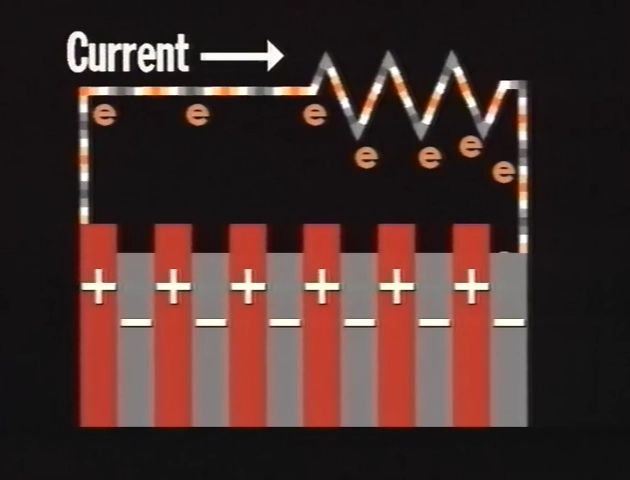 Current →
e e e
e e e e
+ + + + + +
− − − − − −